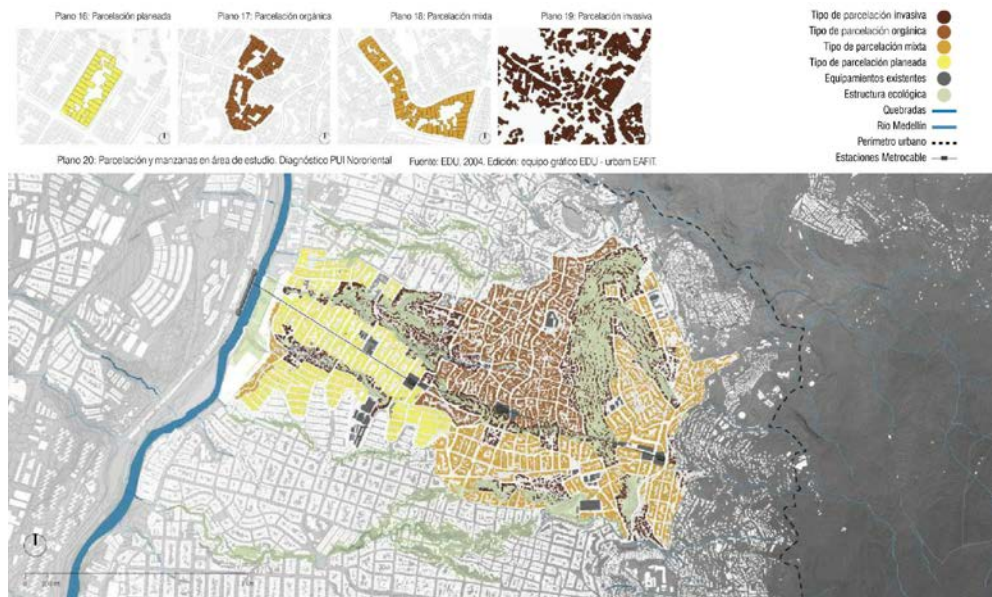 Plano 16: Parcelación planeada
Plano 17: Parcelación orgánica
Plano 18: Parcelación mixta
Plano 19: Parcelación invasiva
Tipo de parcelación invasiva
Tipo de parcelación orgánica
Tipo de parcelación mixta
Tipo de parcelación planeada
Equipamientos existentes
Estructura ecológica
Quebradas
Río Medellín
Perímetro urbano
Estaciones Metrocable
Plano 20: Parcelación y manzanas en área de estudio. Diagnóstico PUI Nororiental
Fuente: EDU, 2004. Edición: equipo gráfico EDU - urbam EAFIT.